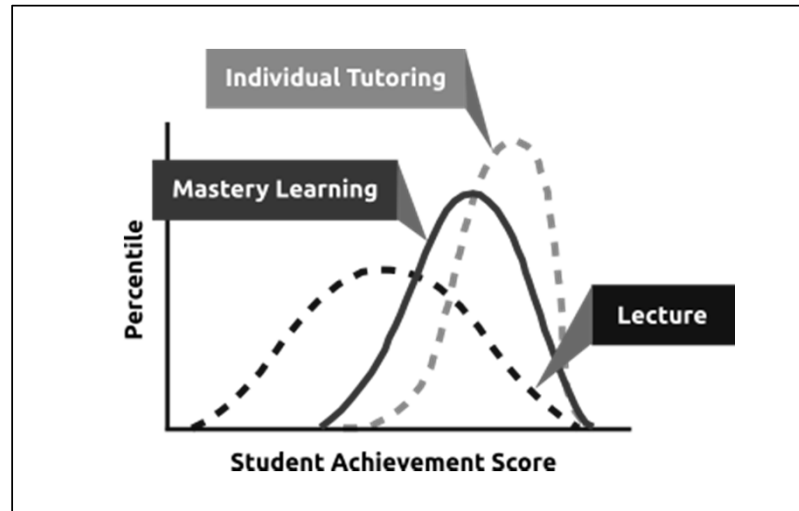 Individual Tutoring
Mastery Learning
Percentile
Lecture
Student Achievement Score